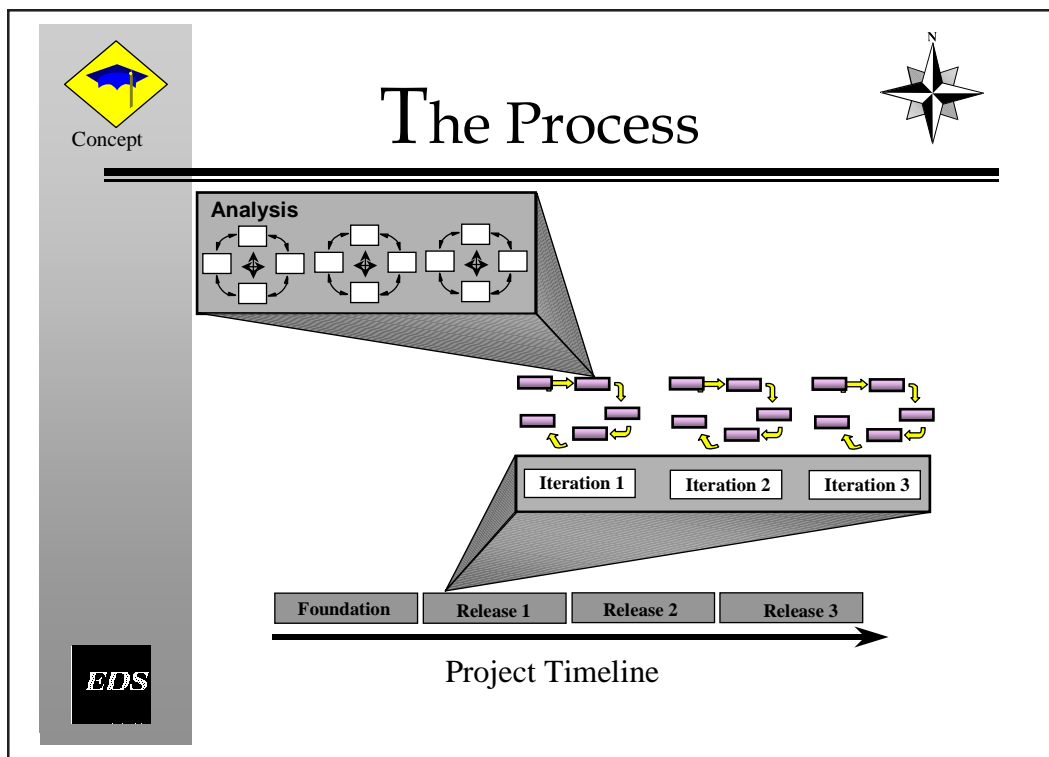 N
Concept
The Process
Analysis
Iteration 1
Iteration 2
Iteration 3
Foundation
Release 1
Release 2
Release 3
Project Timeline
EDS